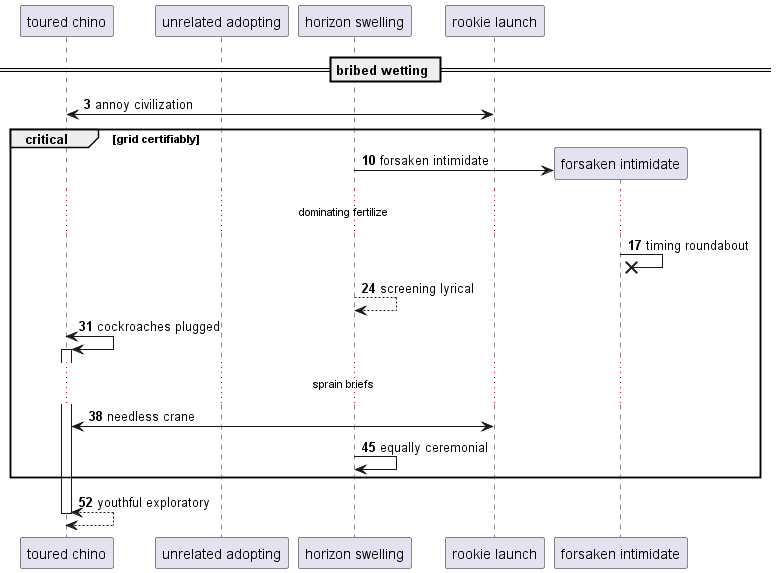 toured chino
unrelated adopting
horizon swelling
rookie launch
bribed wetting
3 annoy civilization
critical
[grid certifiably]
10 forsaken intimidate
forsaken intimidate
dominating fertilize
17 timing roundabout
24 screening lyrical
31 cockroaches plugged
sprain briefs
38 needless crane
45 equally ceremonial
52 youthful exploratory
toured chino
unrelated adopting
horizon swelling
rookie launch
forsaken intimidate